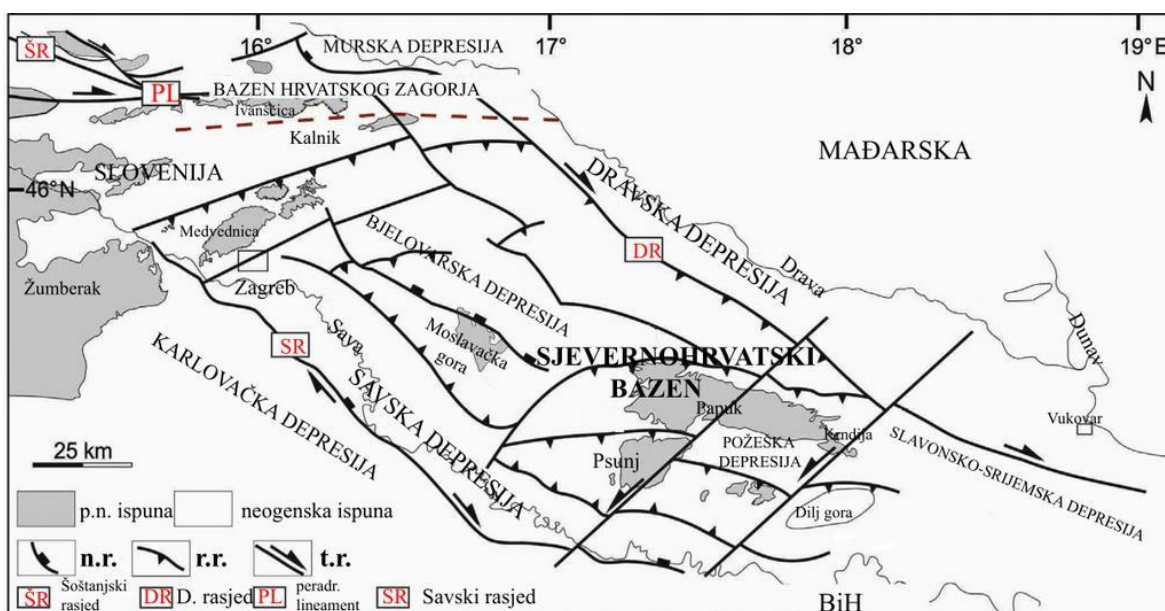 16°
17°
18°
19°E
ŠR
MURSKA DEPRESIJA
PL
BAZEN HRVATSKOG ZAGORJA
N
Ivanščica
Kalnik
SLOVENIJA
46°N
MAĐARSKA
DRAVSKA DEPRESIJA
Medvednica
BJELOVARSKA DEPRESIJA
DR
Drava
Žumberak
Zagreb
Sava
Dunav
SR
Moslavačka
gora
SJEVERNOHRVATSKI
BAZEN
KARLOVAČKA DEPRESIJA
SAVSKA DEPRESIJA
Papuk
Vukovar
25 km
Psunj
POŽEŠKA
DEPRESIJA
Krndija
SLAVONSKO-SRIJEMSKA DEPRESIJA
Dilj gora
p.n. ispuna
neogenska ispuna
n.r.
r.r.
t.r.
ŠR Šoštanjski
rasjed
DR D. rasjed
PL peradr.
lineament
SR Savski rasjed
BiH